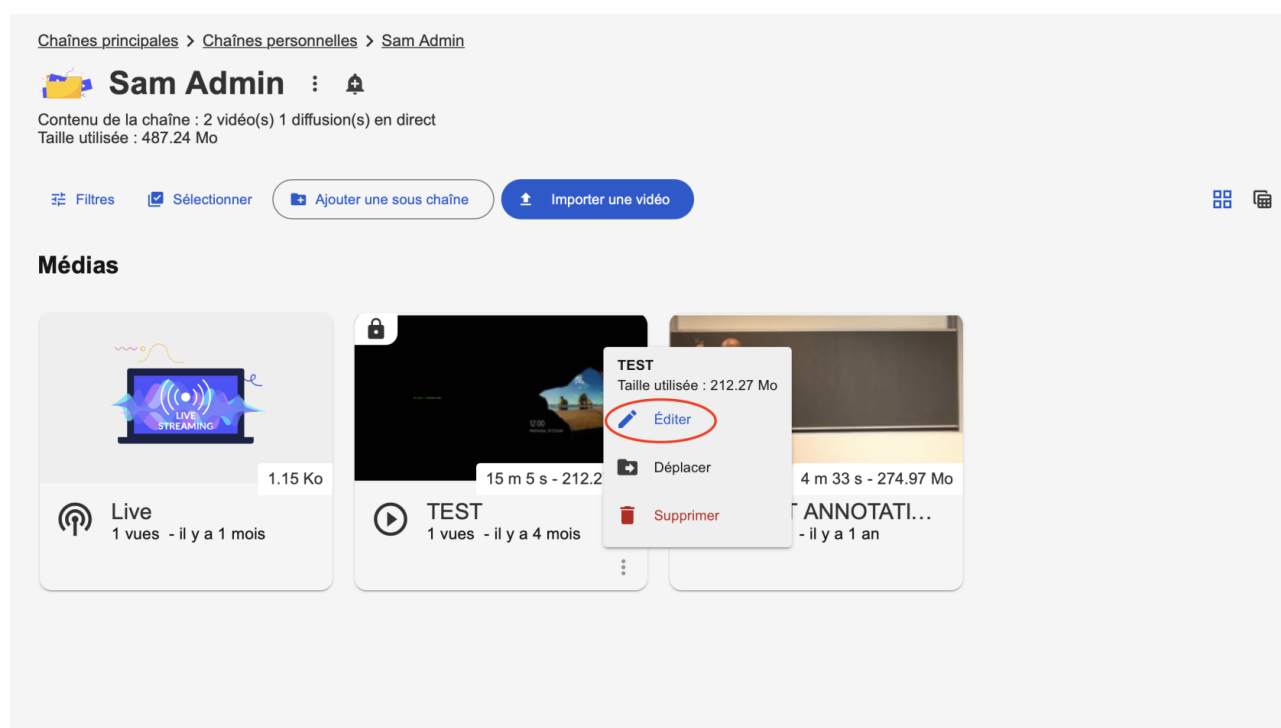 Chaînes principales > Chaînes personnelles > Sam Admin
Sam Admin
Contenu de la chaîne : 2 vidéo(s) 1 diffusion(s) en direct
Taille utilisée : 487.24 Mo
Filtres
Sélectionner
Ajouter une sous chaîne
Importer une vidéo
Médias
LIVE
STREAMING
1.15 Ko
Live
1 vues - il y a 1 mois
12:00
15 m 5 s - 212.2
TEST
1 vues - il y a 4 mois
TEST
Taille utilisée : 212.27 Mo
Éditer
Déplacer
Supprimer
4 m 33 s - 274.97 Mo
T ANNOTATI...
- il y a 1 an